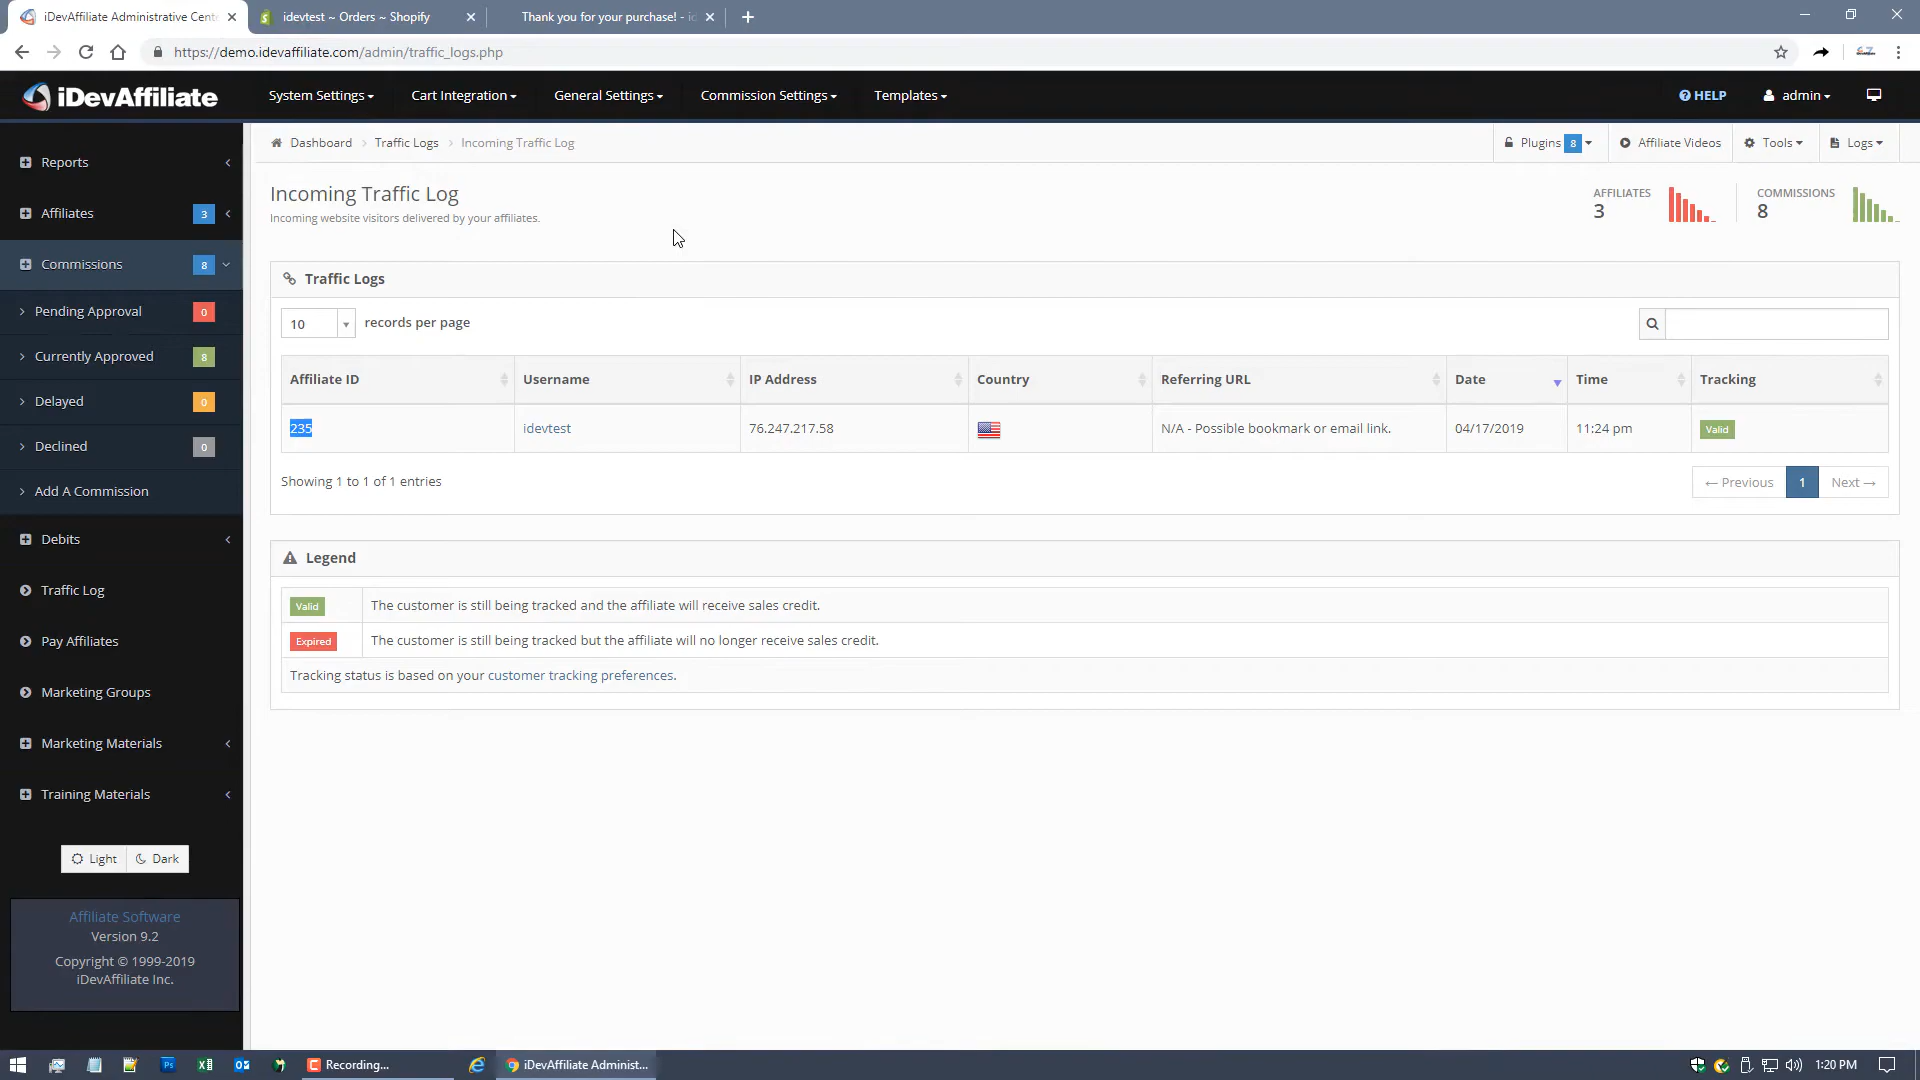 iDevAffiliate Administrative Cent
idevtest ~ Orders ~ Shopify
Thank you for your purchase! - id
https://demo.idevaffiliate.com/admin/traffic_logs.php
iDevAffiliate
System Settings
Cart Integration
General Settings
Commission Settings
Templates
HELP
admin
Reports
Affiliates 3
Commissions 8
Pending Approval 0
Currently Approved 8
Delayed 0
Declined 0
Add A Commission
Debits
Traffic Log
Pay Affiliates
Marketing Groups
Marketing Materials
Training Materials
Light Dark
Affiliate Software
Version 9.2
Copyright © 1999-2019
iDevAffiliate Inc.
Dashboard > Traffic Logs > Incoming Traffic Log
Plugins 8
Affiliate Videos
Tools
Logs
Incoming Traffic Log
Incoming website visitors delivered by your affiliates.
AFFILIATES
3
COMMISSIONS
8
Traffic Logs
10 records per page
Affiliate ID Username IP Address Country Referring URL Date Time Tracking
235 idevtest 76.247.217.58 N/A - Possible bookmark or email link. 04/17/2019 11:24 pm Valid
Showing 1 to 1 of 1 entries
← Previous 1 Next →
Legend
Valid The customer is still being tracked and the affiliate will receive sales credit.
Expired The customer is still being tracked but the affiliate will no longer receive sales credit.
Tracking status is based on your customer tracking preferences.
Recording...
iDevAffiliate Administ...
1:20 PM